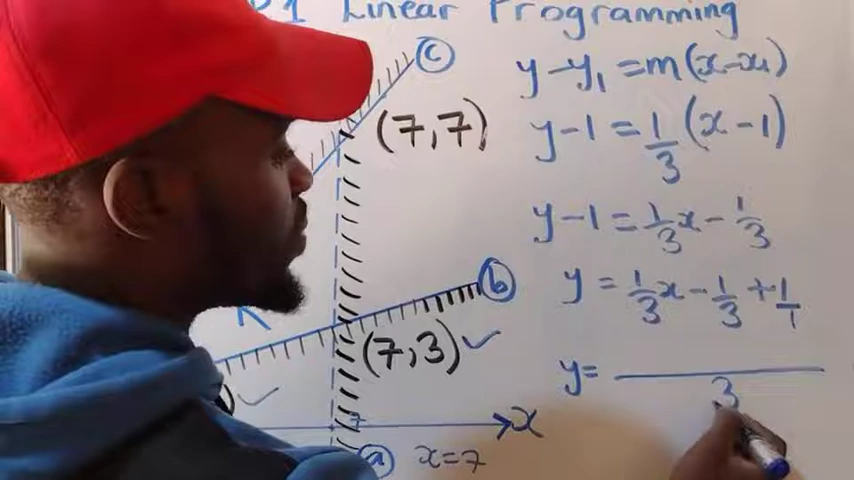 P1 Linear Programming
y-y₁ = m(x-x₁)
y-1 = 1/3 (x-1)
y-1 = 1/3 x - 1/3
y = 1/3 x - 1/3 + 1/1
y = 3
(c)
(7,7)
(b)
R
(7,3) ✓
7
x
(a) x=7